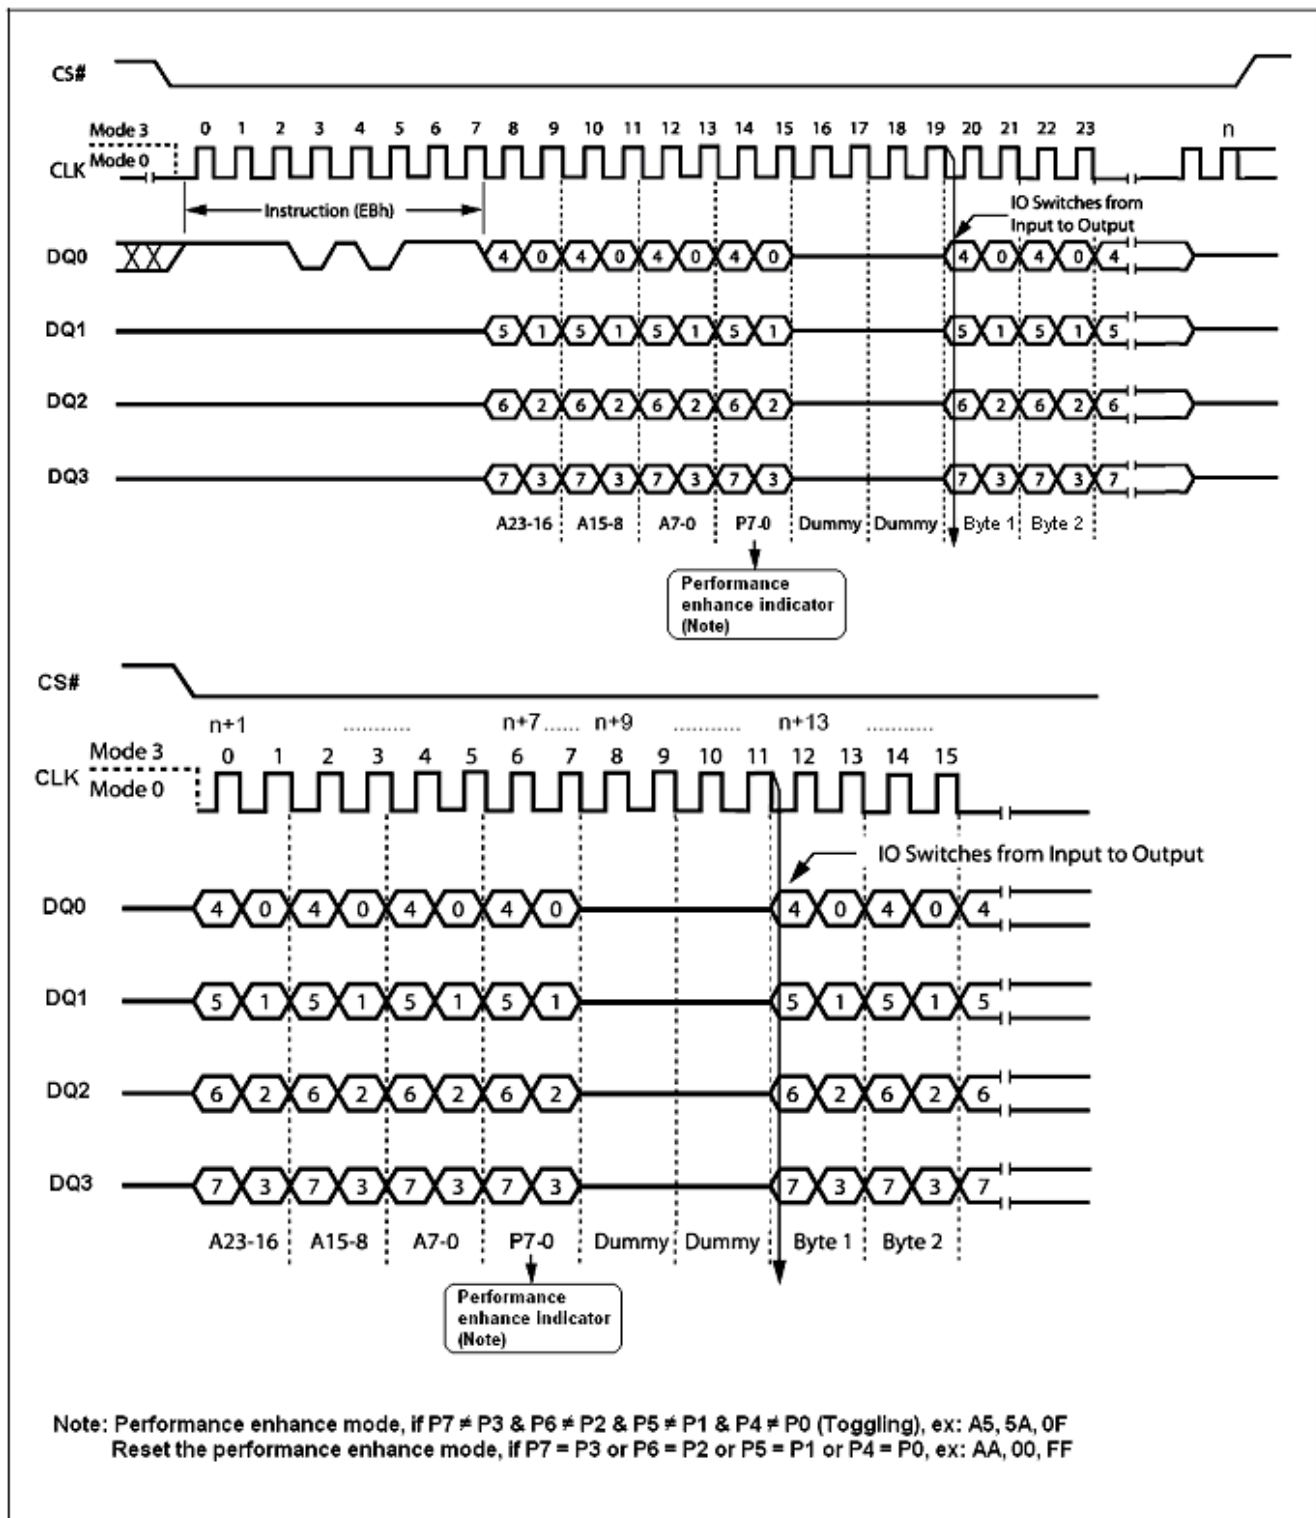 CS#
Mode 3
0 1 2 3 4 5 6 7 8 9 10 11 12 13 14 15 16 17 18 19 20 21 22 23 n
CLK
Mode 0
Instruction (EBh)
IO Switches from
Input to Output
DQ0 4 0 4 0 4 0 4 0 4 0 4 0 4
DQ1 5 1 5 1 5 1 5 1 5 1 5 1 5
DQ2 6 2 6 2 6 2 6 2 6 2 6 2 6
DQ3 7 3 7 3 7 3 7 3 7 3 7 3 7
A23-16 A15-8 A7-0 P7-0 Dummy Dummy Byte 1 Byte 2
Performance
enhance indicator
(Note)
CS#
n+1 ........... n+7 ...... n+9 ........... n+13 ...........
Mode 3
0 1 2 3 4 5 6 7 8 9 10 11 12 13 14 15
CLK
Mode 0
IO Switches from Input to Output
DQ0 4 0 4 0 4 0 4 0 4 0 4 0 4
DQ1 5 1 5 1 5 1 5 1 5 1 5 1 5
DQ2 6 2 6 2 6 2 6 2 6 2 6 2 6
DQ3 7 3 7 3 7 3 7 3 7 3 7 3 7
A23-16 A15-8 A7-0 P7-0 Dummy Dummy Byte 1 Byte 2
Performance
enhance indicator
(Note)
Note: Performance enhance mode, if P7 ≠ P3 & P6 ≠ P2 & P5 ≠ P1 & P4 ≠ P0 (Toggling), ex: A5, 5A, 0F
Reset the performance enhance mode, if P7 = P3 or P6 = P2 or P5 = P1 or P4 = P0, ex: AA, 00, FF